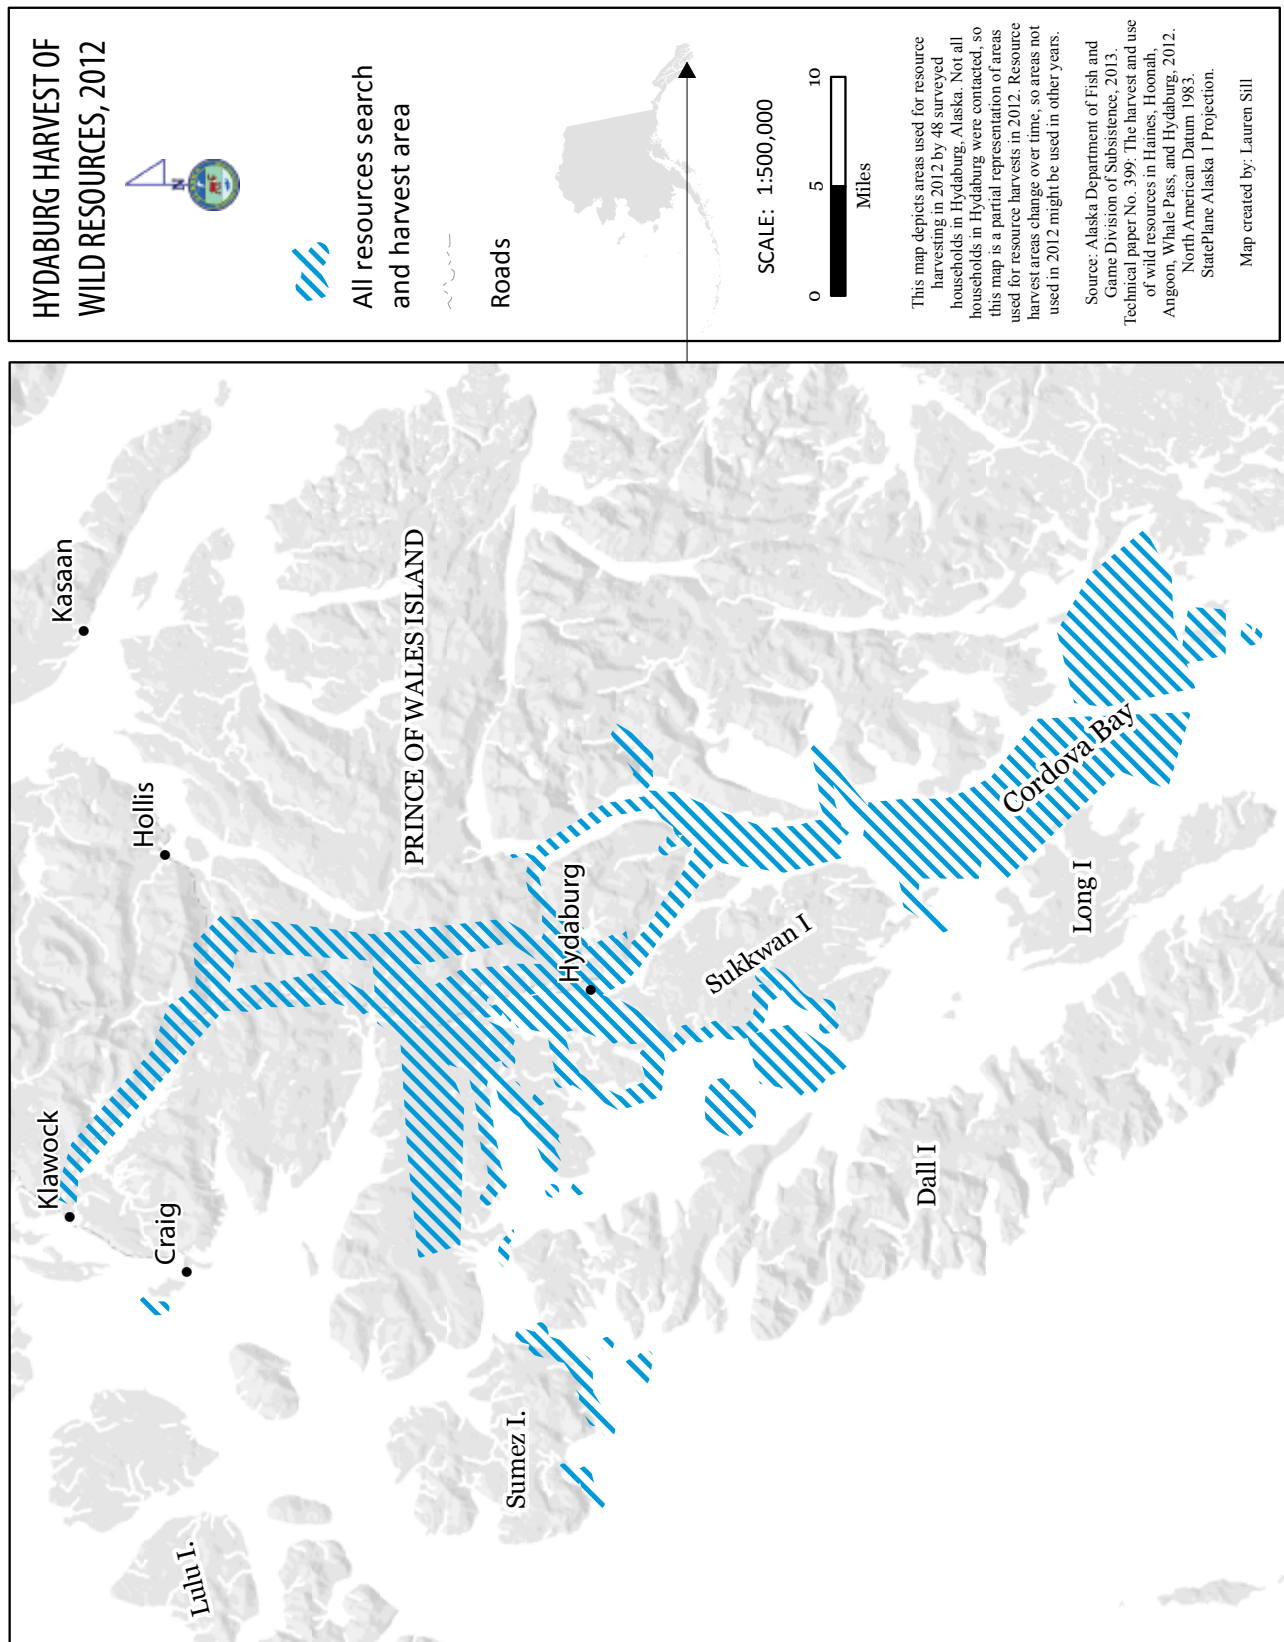 HYDABURG HARVEST OF
WILD RESOURCES, 2012
N
All resources search
and harvest area
Roads
SCALE: 1:500,000
0 5 10
Miles
This map depicts areas used for resource
harvesting in 2012 by 48 surveyed
households in Hydaburg, Alaska. Not all
households in Hydaburg were contacted, so
this map is a partial representation of areas
used for resource harvests in 2012. Resource
harvest areas change over time, so areas not
used in 2012 might be used in other years.
Source: Alaska Department of Fish and
Game Division of Subsistence, 2013.
Technical paper No. 399: The harvest and use
of wild resources in Haines, Hoonah,
Angoon, Whale Pass, and Hydaburg, 2012.
North American Datum 1983.
StatePlane Alaska 1 Projection.
Map created by: Lauren Sill
Kasaan
Hollis
Klawock
Craig
PRINCE OF WALES ISLAND
Hydaburg
Lulu I.
Sumez I.
Sukkwan I
Dall I
Long I
Cordova Bay